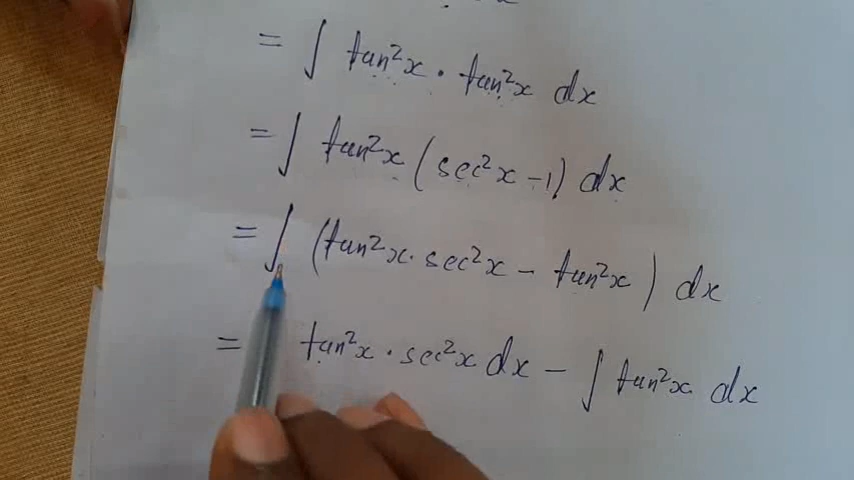 = ∫ tan²x · tan²x dx
= ∫ tan²x (sec²x - 1) dx
= ∫ (tan²x · sec²x - tan²x) dx
= tan²x · sec²x dx - ∫ tan²x dx